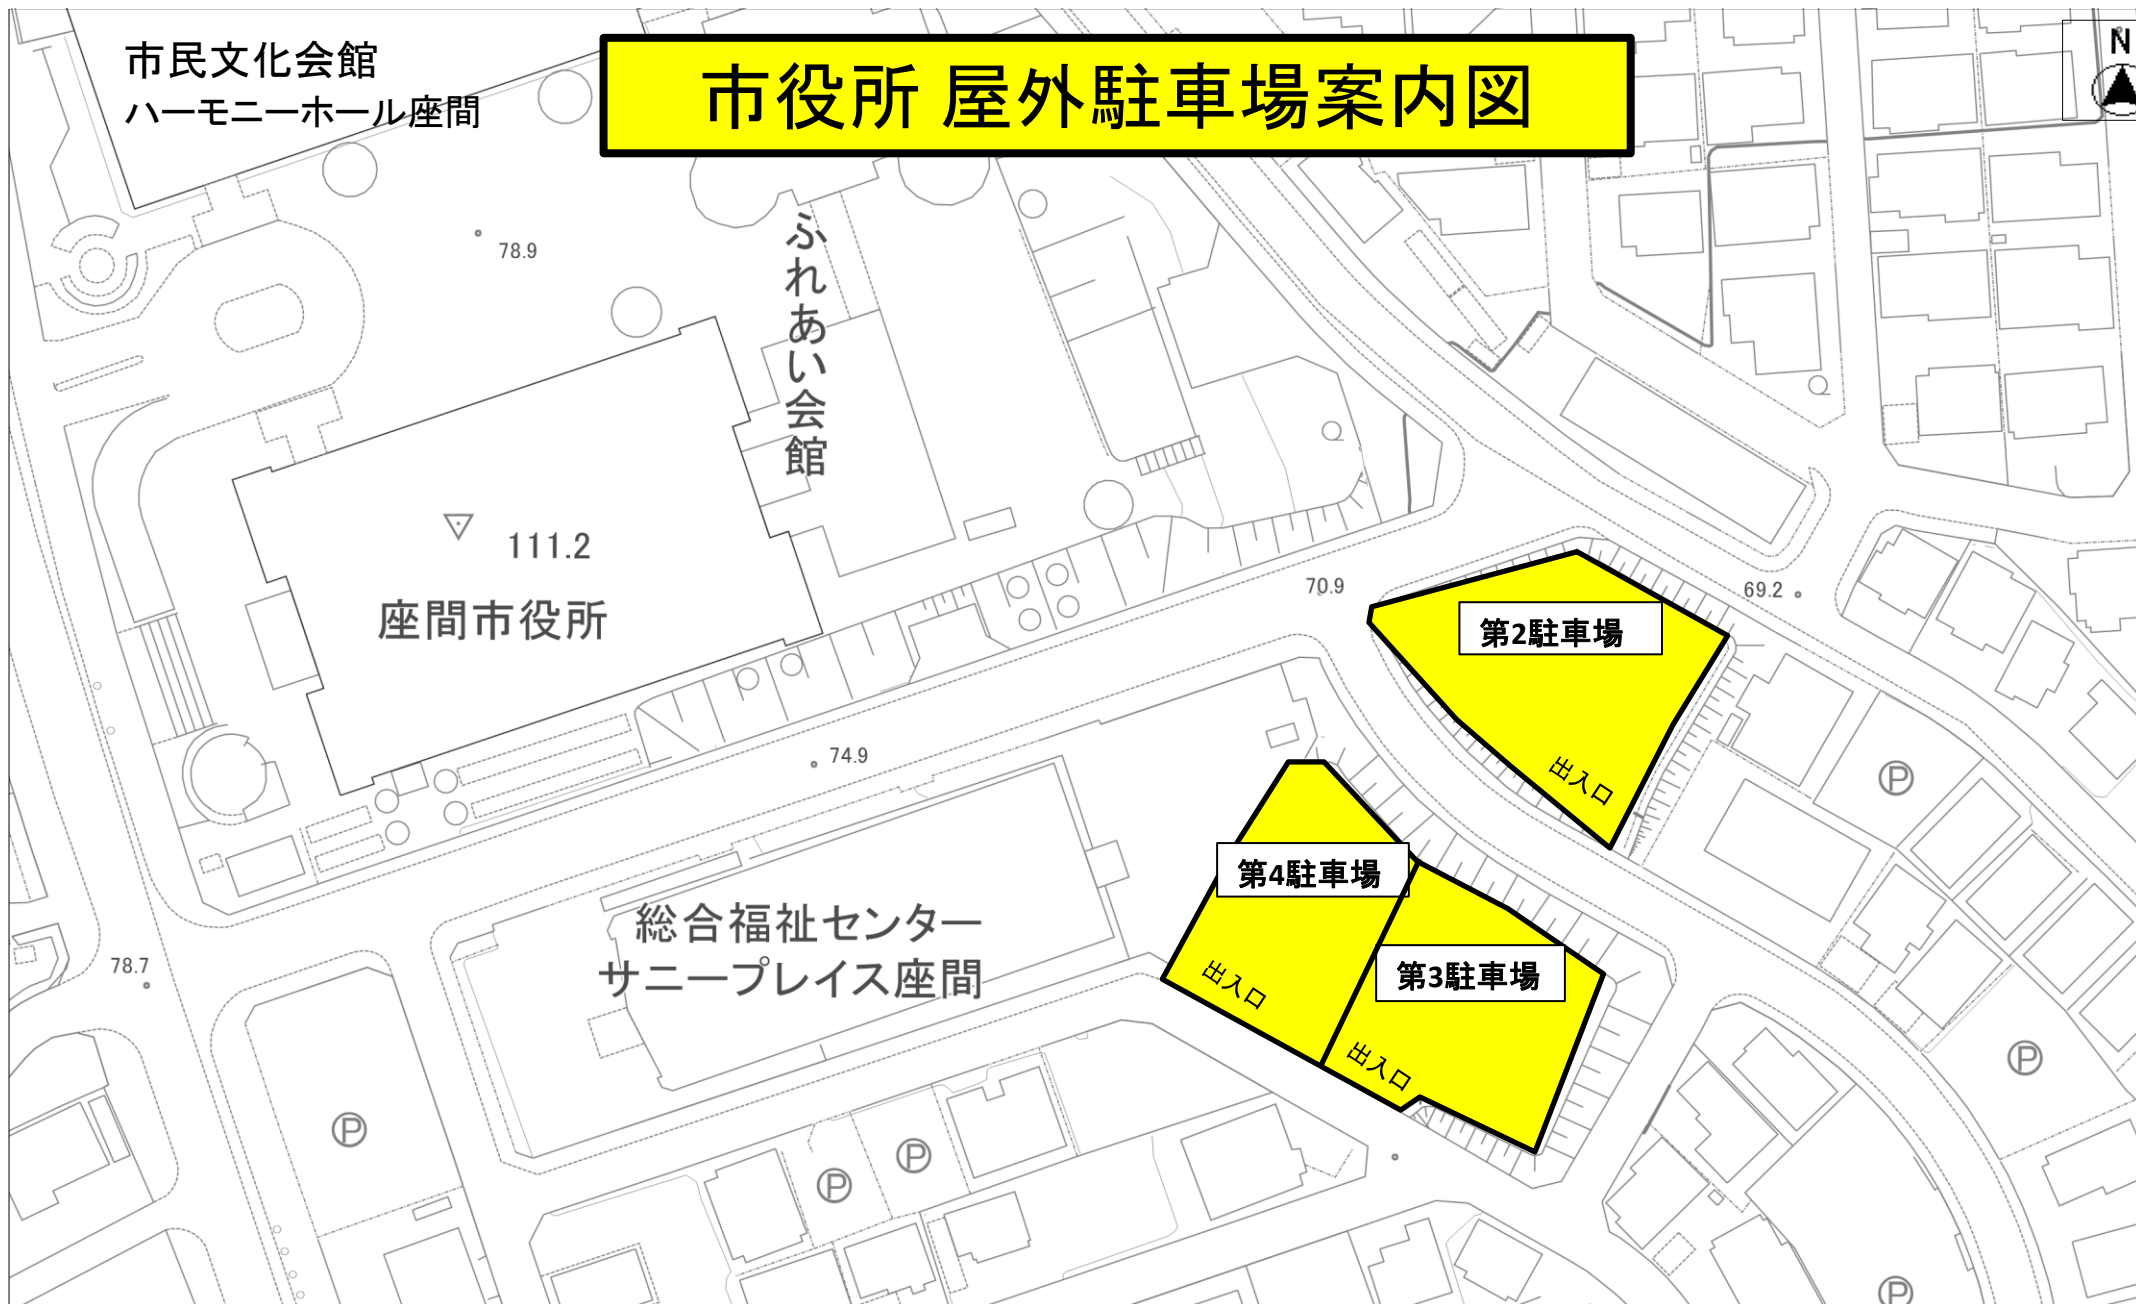 市民文化会館
ハーモニーホール座間
市役所 屋外駐車場案内図
N
78.9
ふれあい会館
111.2
座間市役所
70.9
69.2
第2駐車場
出入口
74.9
P
第4駐車場
出入口
総合福祉センター
サニープレイス座間
第3駐車場
出入口
78.7
P
P
P
P
P